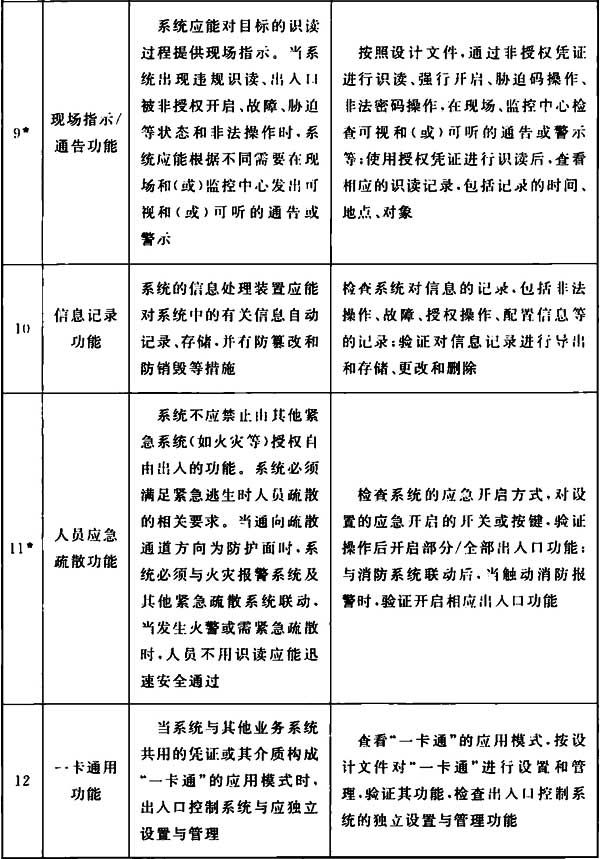 9*
现场指示/
通告功能
系统应能对目标的识读
过程提供现场指示。当系
统出现违规识读、出入口
被非授权开启、故障、胁迫
等状态和非法操作时,系
统应能根据不同需要在现
场和(或)监控中心发出可
视和(或)可听的通告或
警示
按照设计文件,通过非授权凭证
进行识读、强行开启、胁迫码操作、
非法密码操作,在现场、监控中心检
查可视和(或)可听的通告或警示
等;使用授权凭证进行识读后,查看
相应的识读记录,包括记录的时间、
地点、对象
10
信息记录
功能
系统的信息处理装置应能
对系统中的有关信息自动
记录、存储,并有防篡改和
防销毁等措施
检查系统对信息的记录,包括非法
操作、故障、授权操作、配置信息等
的记录;验证对信息记录进行导出
和存储、更改和删除
11*
人员应急
疏散功能
系统不应禁止由其他紧
急系统(如火灾等)授权自
由出入的功能。系统必须
满足紧急逃生时人员疏散
的相关要求。当通向疏散
通道方向为防护面时,系
统必须与火灾报警系统及
其他紧急疏散系统联动,
当发生火警或需紧急疏散
时,人员不用识读应能迅
速安全通过
检查系统的应急开启方式,对设
置的应急开启的开关或按键,验证
操作后开启部分/全部出入口功能;
与消防系统联动后,当触动消防报
警时,验证开启相应出入口功能
12
一卡通用
功能
当系统与其他业务系统
共用的凭证或其介质构成
“一卡通”的应用模式时,
出入口控制系统与应独立
设置与管理
查看“一卡通”的应用模式,按设
计文件对“一卡通”进行设置和管
理,验证其功能,检查出入口控制系
统的独立设置与管理功能